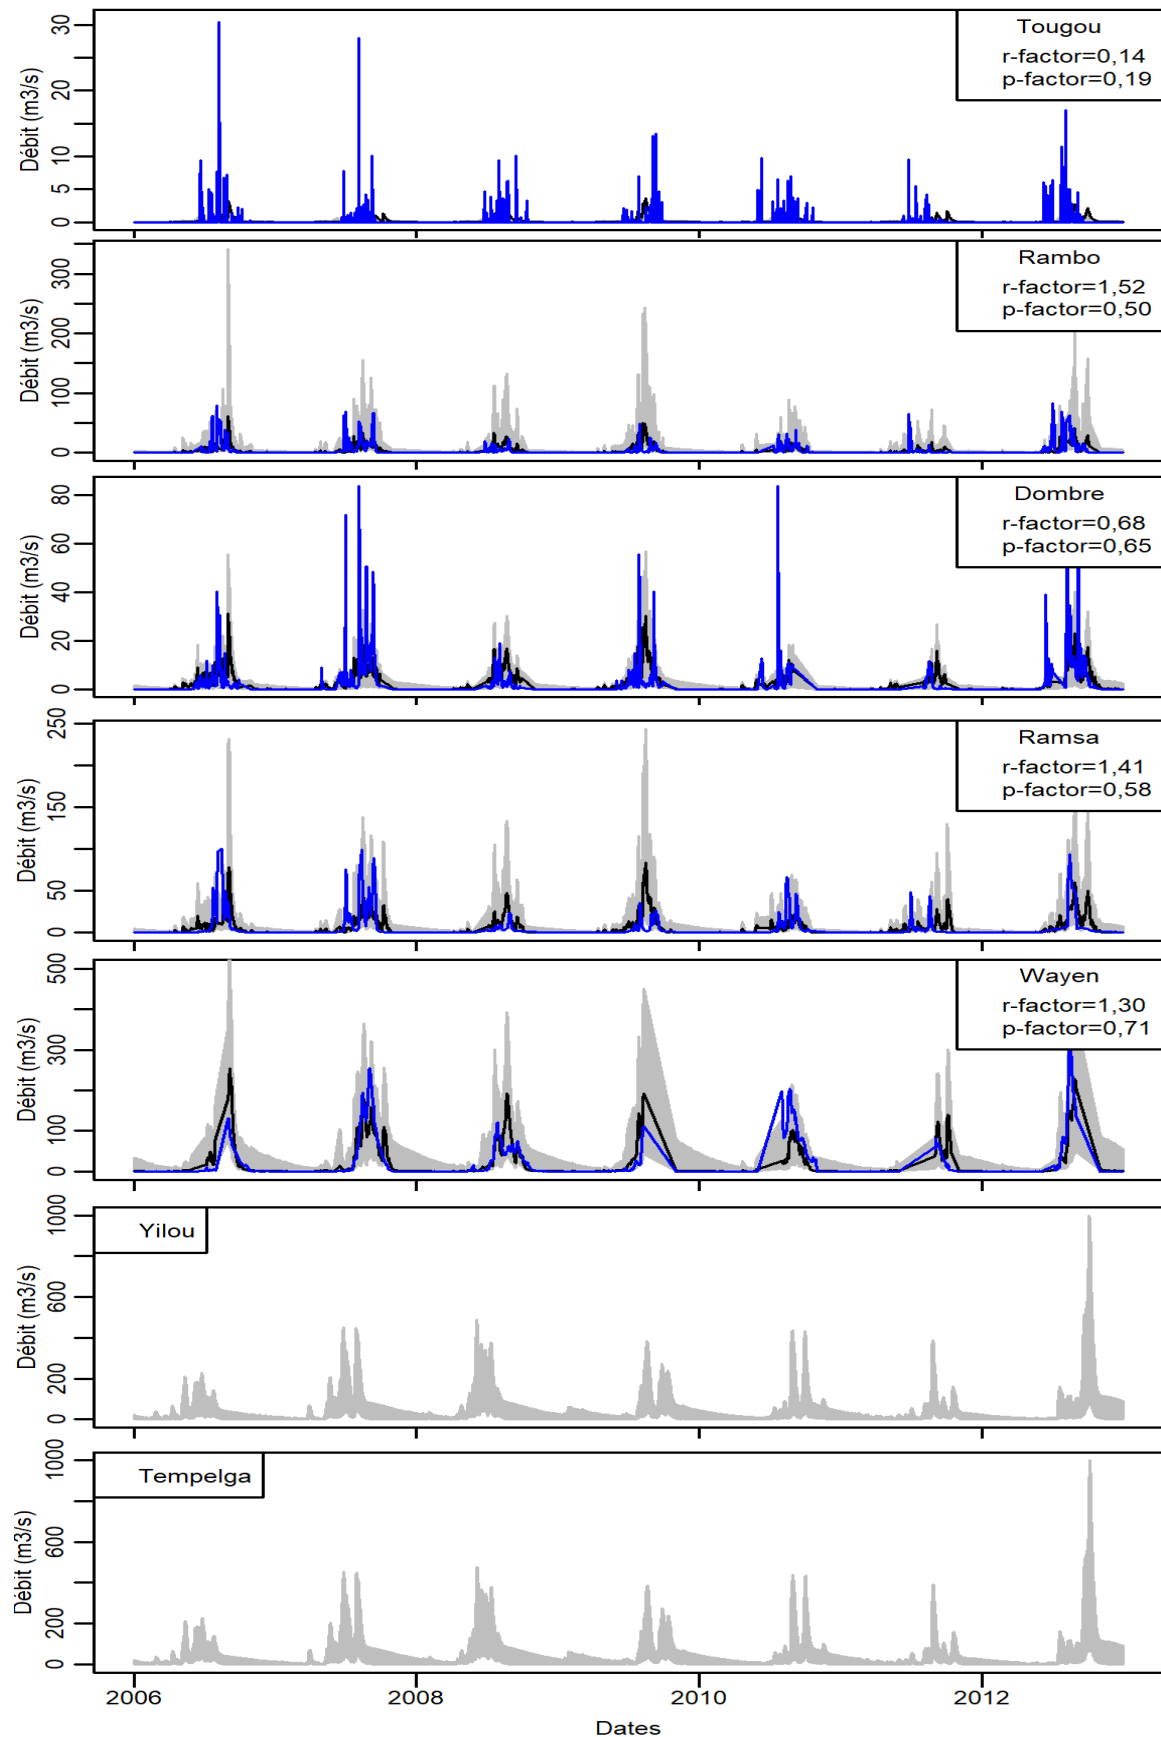 Tougou
r-factor=0,14
p-factor=0,19
Débit (m3/s)
0
5
10
20
30
Rambo
r-factor=1,52
p-factor=0,50
Débit (m3/s)
0
100
200
300
Dombre
r-factor=0,68
p-factor=0,65
Débit (m3/s)
0
20
40
60
80
Ramsa
r-factor=1,41
p-factor=0,58
Débit (m3/s)
0
50
150
250
Wayen
r-factor=1,30
p-factor=0,71
Débit (m3/s)
0
100
300
500
Yilou
Débit (m3/s)
0
200
600
1000
Tempelga
Débit (m3/s)
0
200
600
1000
2006 2008 2010 2012
Dates